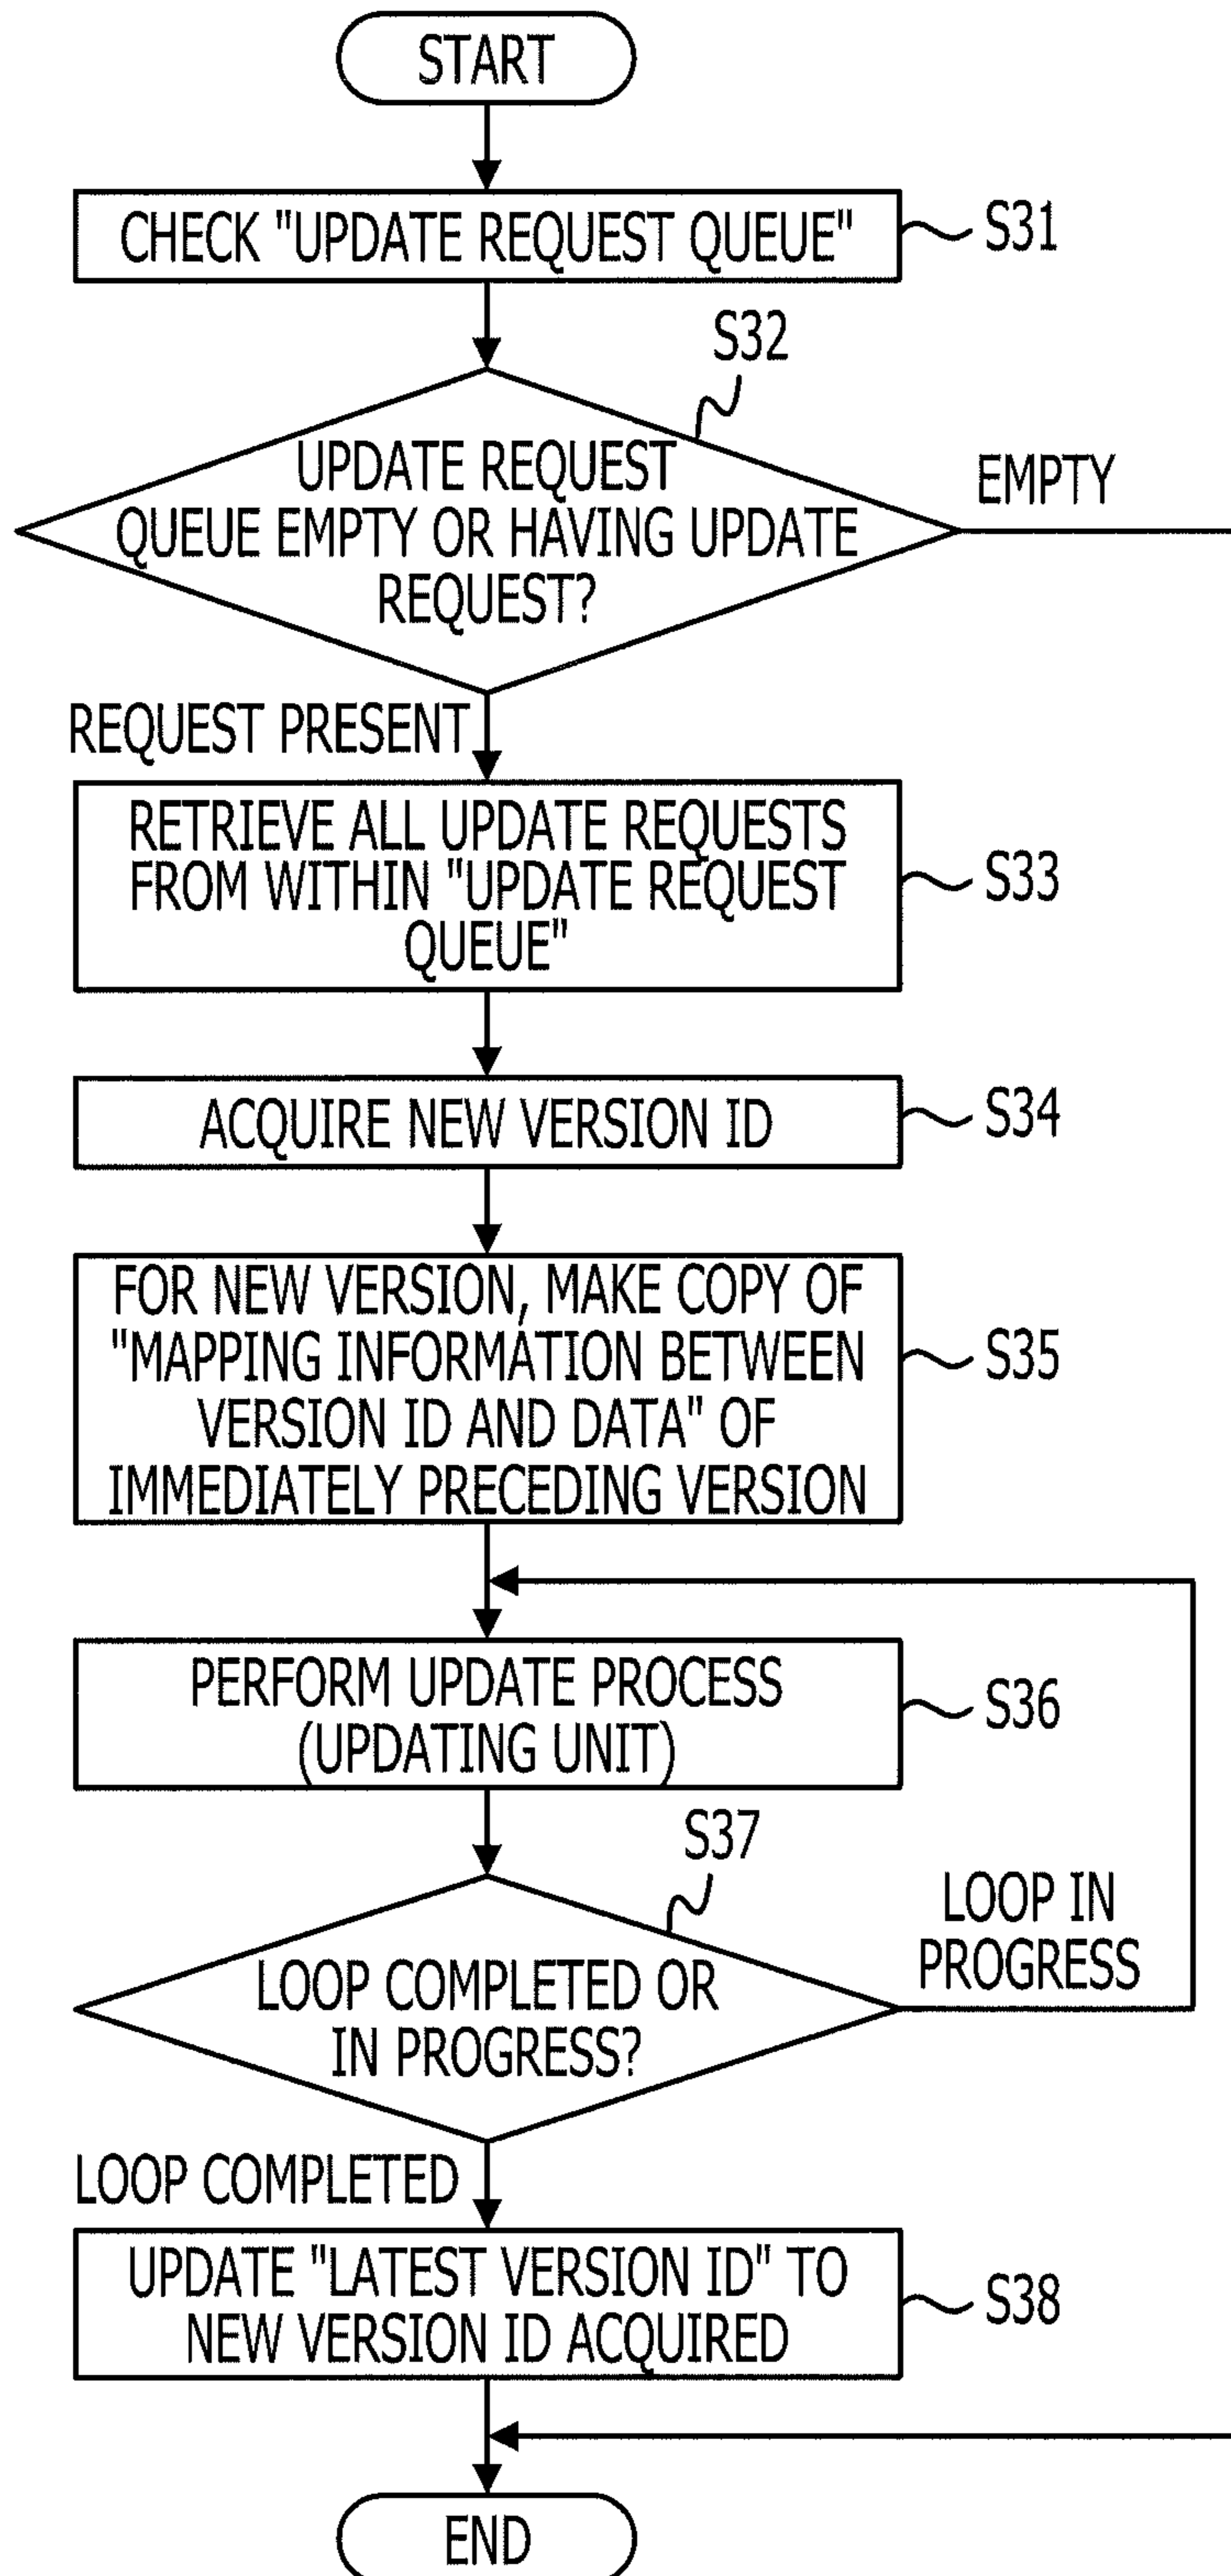 START
CHECK "UPDATE REQUEST QUEUE"
S31
S32
UPDATE REQUEST
QUEUE EMPTY OR HAVING UPDATE
REQUEST?
EMPTY
REQUEST PRESENT
RETRIEVE ALL UPDATE REQUESTS
FROM WITHIN "UPDATE REQUEST
QUEUE"
S33
ACQUIRE NEW VERSION ID
S34
FOR NEW VERSION, MAKE COPY OF
"MAPPING INFORMATION BETWEEN
VERSION ID AND DATA" OF
IMMEDIATELY PRECEDING VERSION
S35
PERFORM UPDATE PROCESS
(UPDATING UNIT)
S36
S37
LOOP COMPLETED OR
IN PROGRESS?
LOOP IN
PROGRESS
LOOP COMPLETED
UPDATE "LATEST VERSION ID" TO
NEW VERSION ID ACQUIRED
S38
END